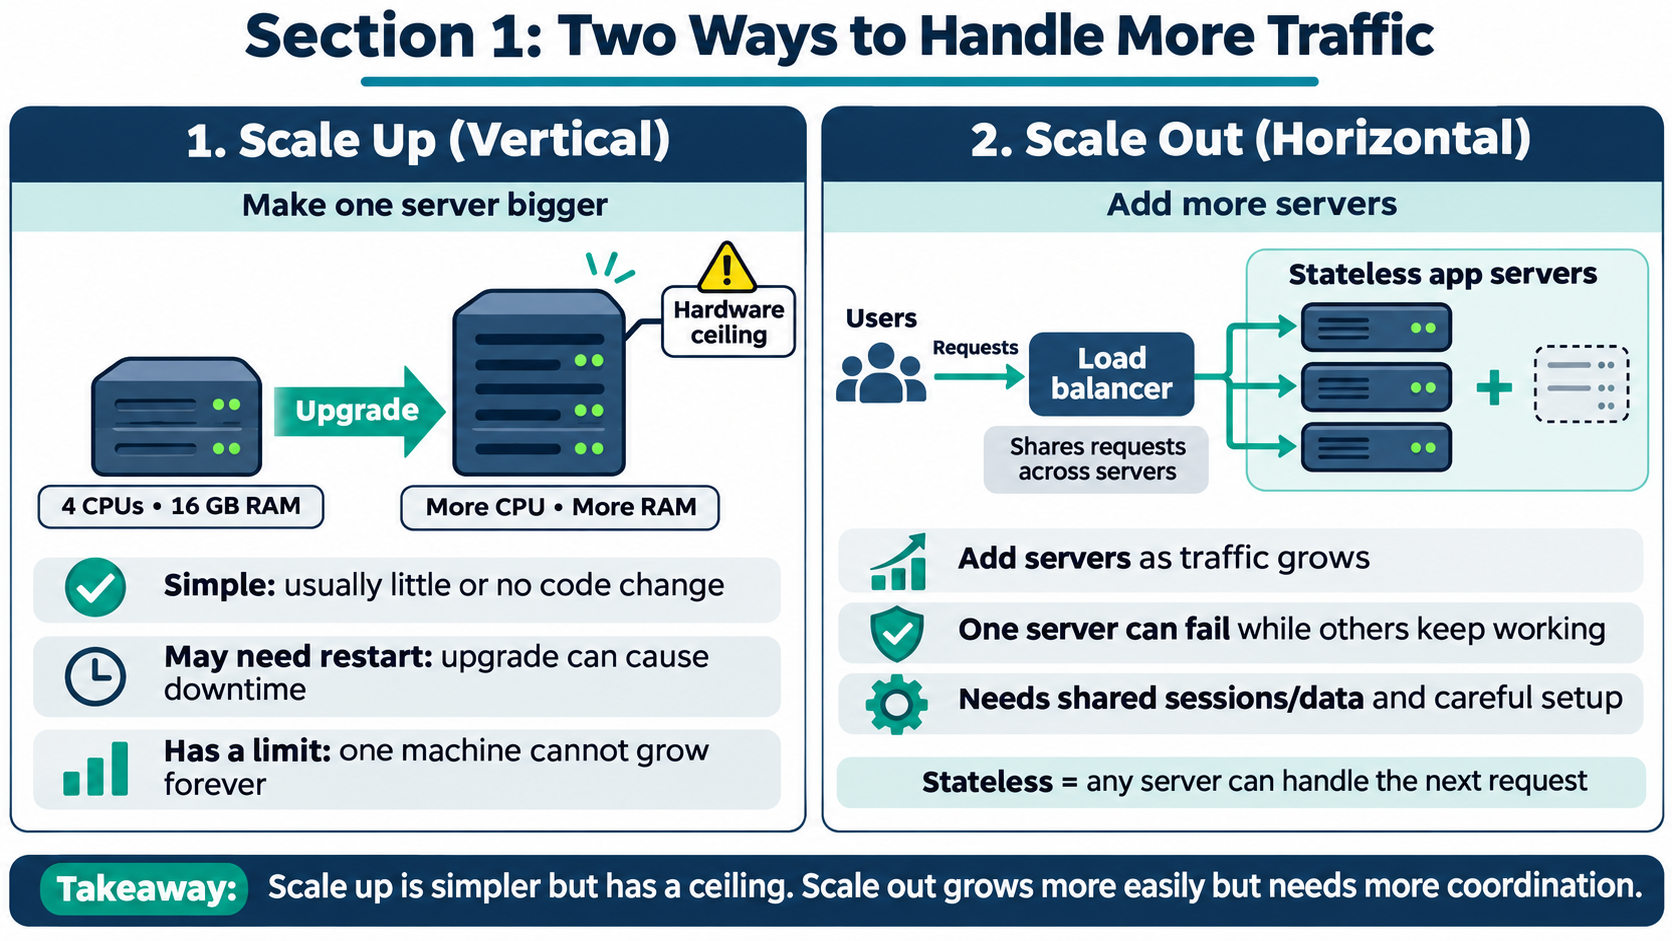 Section 1: Two Ways to Handle More Traffic
1. Scale Up (Vertical)
Make one server bigger
Hardware
ceiling
Upgrade
4 CPUs • 16 GB RAM
More CPU • More RAM
Simple: usually little or no code change
May need restart: upgrade can cause
downtime
Has a limit: one machine cannot grow
forever
2. Scale Out (Horizontal)
Add more servers
Stateless app servers
Users
Requests
Load
balancer
Shares requests
across servers
Add servers as traffic grows
One server can fail while others keep working
Needs shared sessions/data and careful setup
Stateless = any server can handle the next request
Takeaway: Scale up is simpler but has a ceiling. Scale out grows more easily but needs more coordination.